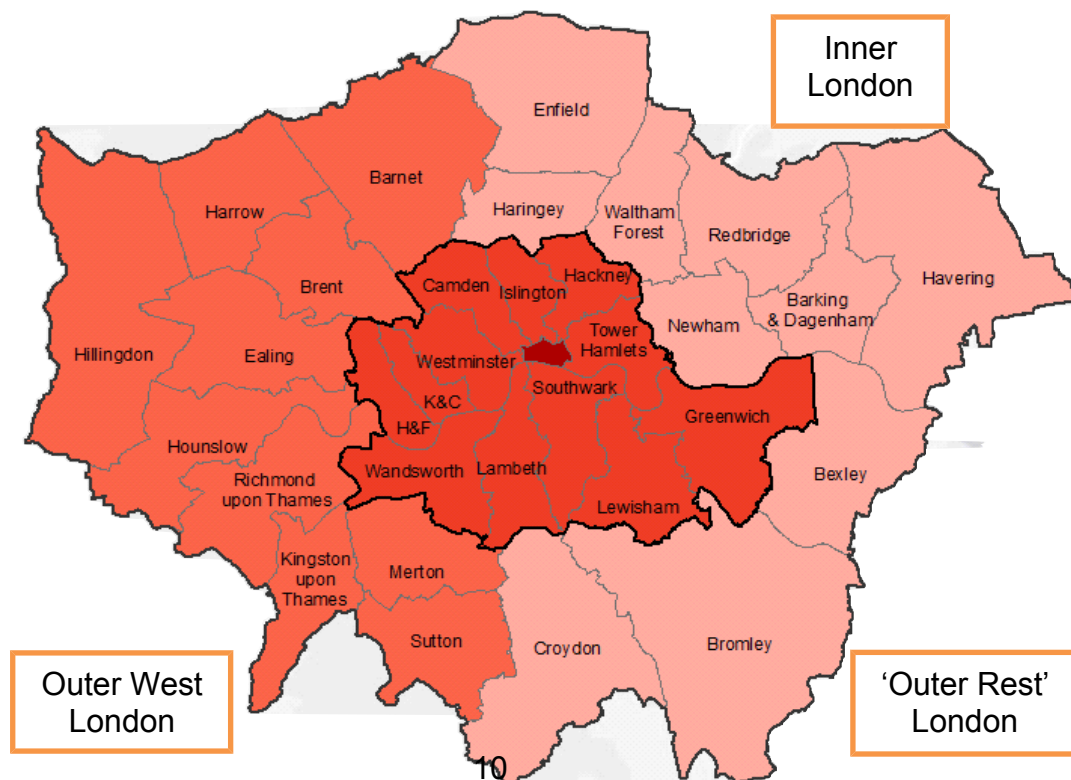 Inner
London
Enfield
Barnet
Harrow
Haringey
Waltham
Forest
Redbridge
Havering
Brent
Camden
Islington
Hackney
Barking
& Dagenham
Newham
Tower
Hamlets
Hillingdon
Ealing
Westminster
Southwark
K&C
Greenwich
H&F
Hounslow
Wandsworth
Lambeth
Bexley
Richmond
upon Thames
Lewisham
Kingston
upon
Thames
Merton
Sutton
Croydon
Bromley
Outer West
London
‘Outer Rest’
London
10